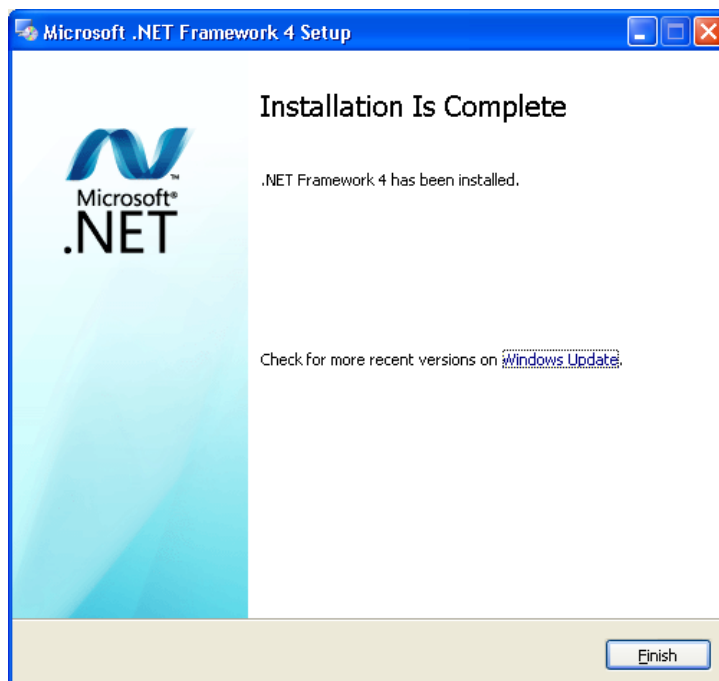 Microsoft .NET Framework 4 Setup
Installation Is Complete
.NET Framework 4 has been installed.
Microsoft®
.NET
™
Check for more recent versions on Windows Update.
Finish